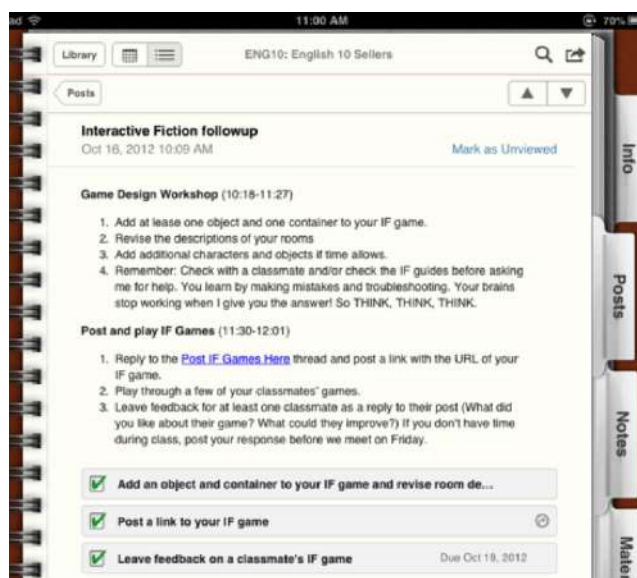 ad 11:00 AM 70%
Library ENG10: English 10 Sellers
Posts
Interactive Fiction followup
Oct 16, 2012 10:09 AM Mark as Unviewed
Game Design Workshop (10:18-11:27)
1. Add at lease one object and one container to your IF game.
2. Revise the descriptions of your rooms
3. Add additional characters and objects if time allows.
4. Remember: Check with a classmate and/or check the IF guides before asking
me for help. You learn by making mistakes and troubleshooting. Your brains
stop working when I give you the answer! So THINK, THINK, THINK.
Post and play IF Games (11:30-12:01)
1. Reply to the Post IF Games Here thread and post a link with the URL of your
IF game.
2. Play through a few of your classmates' games.
3. Leave feedback for at least one classmate as a reply to their post (What did
you like about their game? What could they improve?) If you don't have time
during class, post your response before we meet on Friday.
Add an object and container to your IF game and revise room de...
Post a link to your IF game
Leave feedback on a classmate's IF game Due Oct 19, 2012
Info
Posts
Notes
Mate